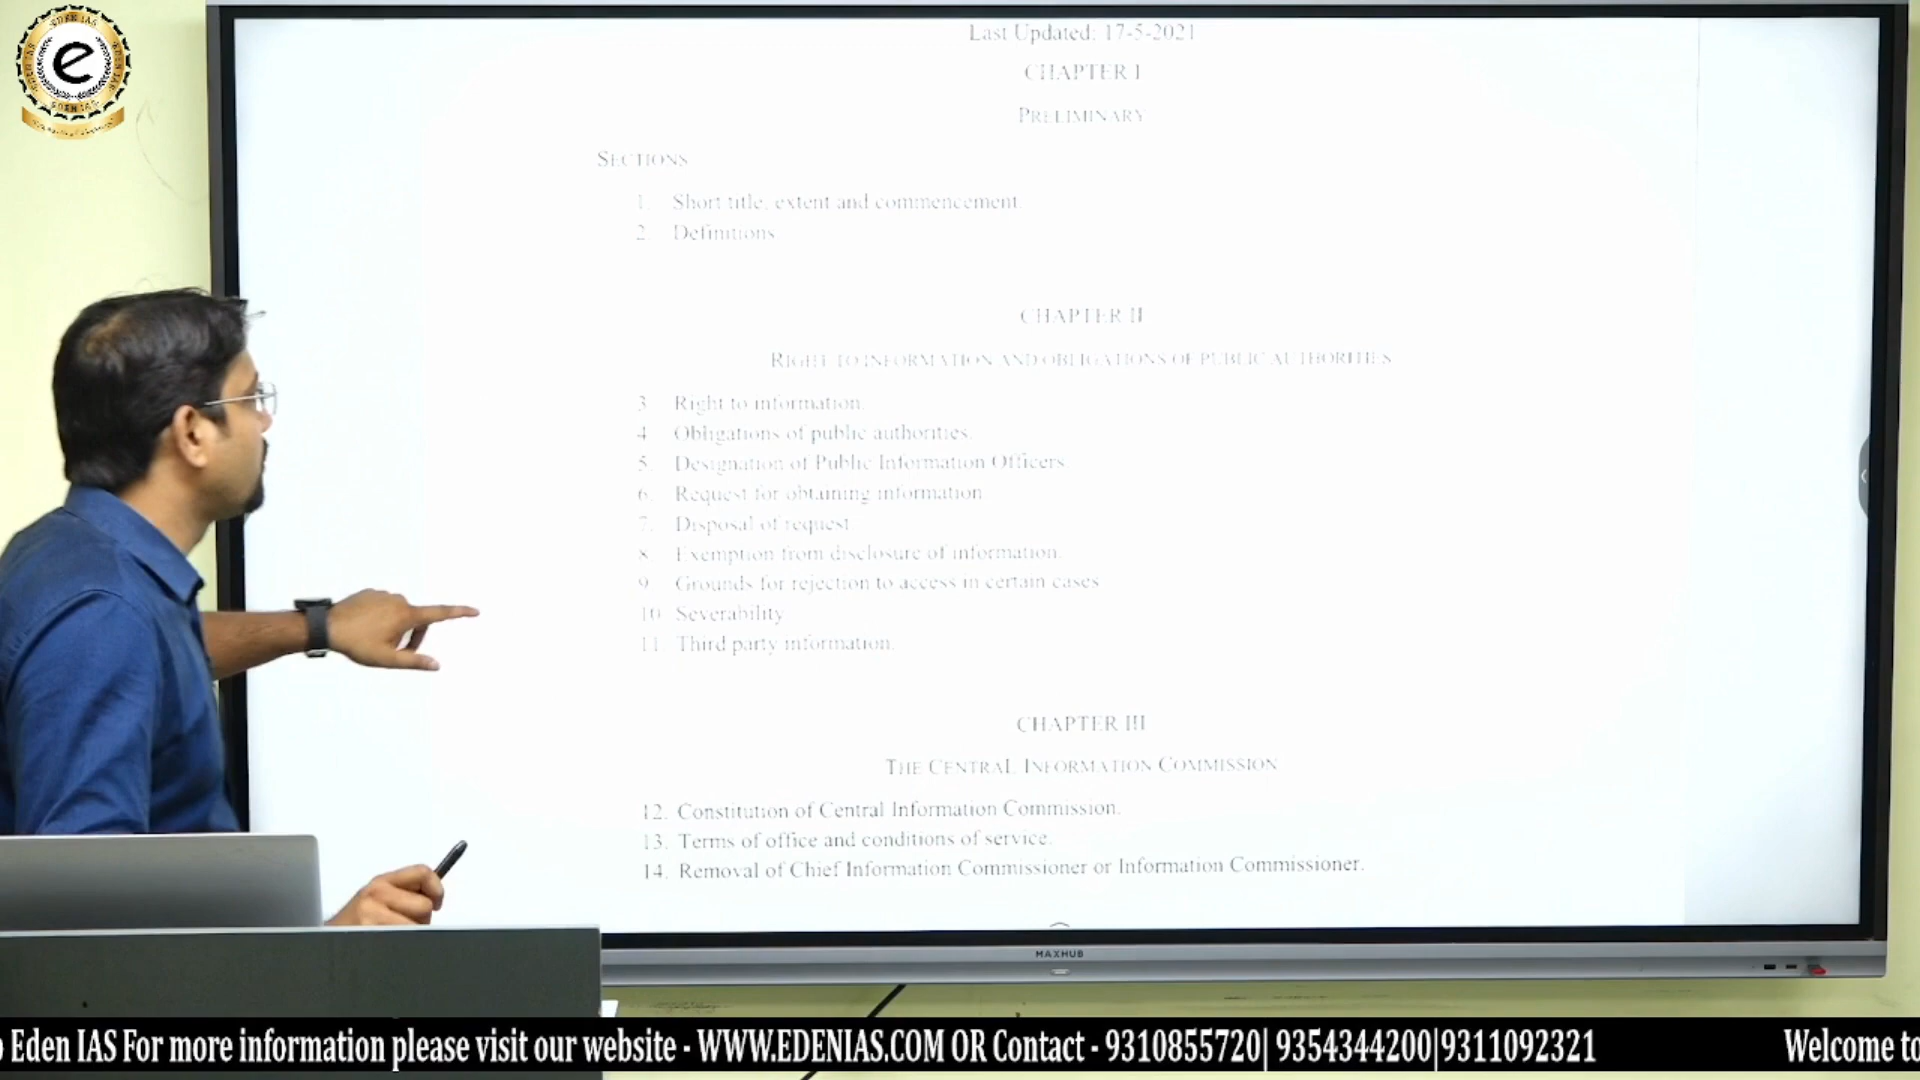 EDEN IAS
e
Last Updated: 17-5-2021
CHAPTER I
PRELIMINARY
SECTIONS
1. Short title, extent and commencement.
2. Definitions
CHAPTER II
RIGHT TO INFORMATION AND OBLIGATIONS OF PUBLIC AUTHORITIES
3 Right to information.
4 Obligations of public authorities.
5. Designation of Public Information Officers.
6. Request for obtaining information
7. Disposal of request
8 Exemption from disclosure of information.
9 Grounds for rejection to access in certain cases
10 Severability
11 Third party information.
CHAPTER III
THE CENTRAL INFORMATION COMMISSION
12. Constitution of Central Information Commission.
13. Terms of office and conditions of service.
14. Removal of Chief Information Commissioner or Information Commissioner.
MAXHUB
Eden IAS For more information please visit our website - WWW.EDENIAS.COM OR Contact - 9310855720| 9354344200|9311092321 Welcome to